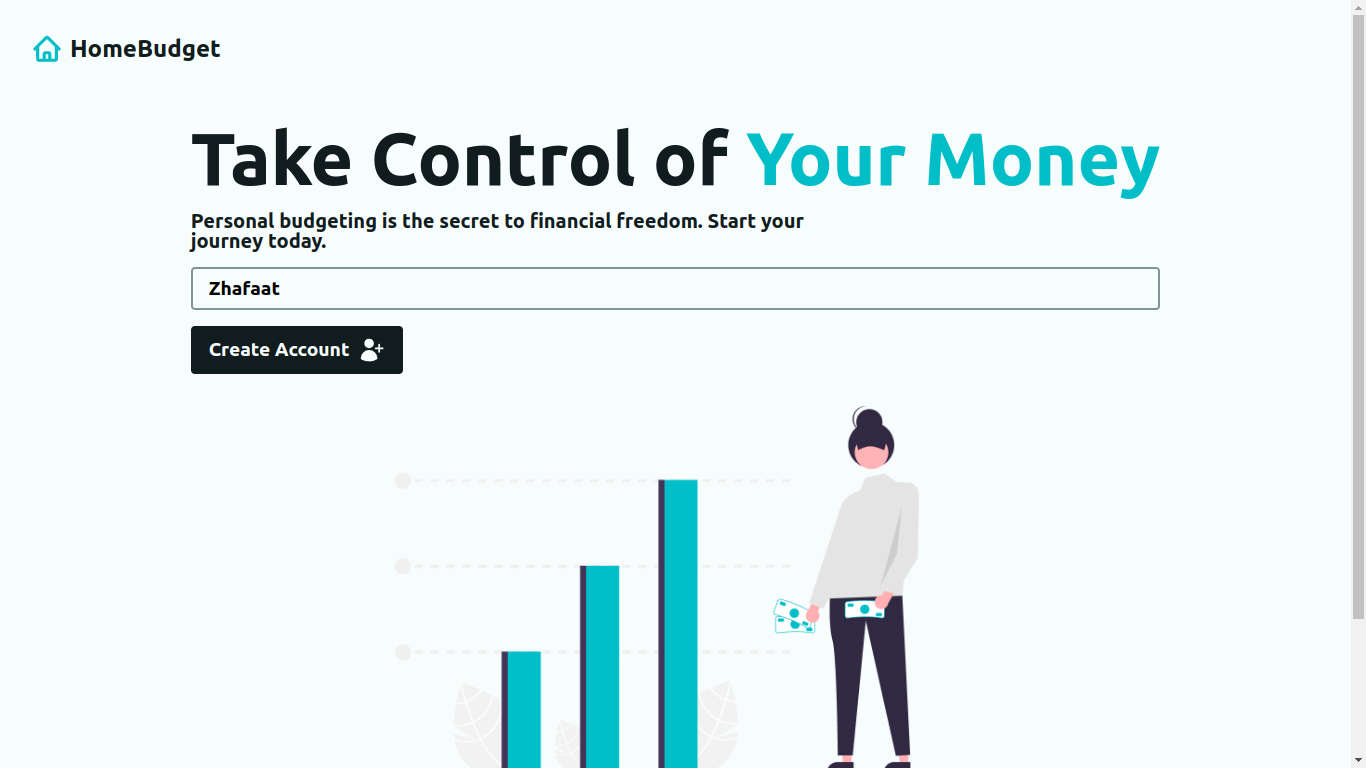 HomeBudget
Take Control of Your Money
Personal budgeting is the secret to financial freedom. Start your
journey today.
Zhafaat
Create Account